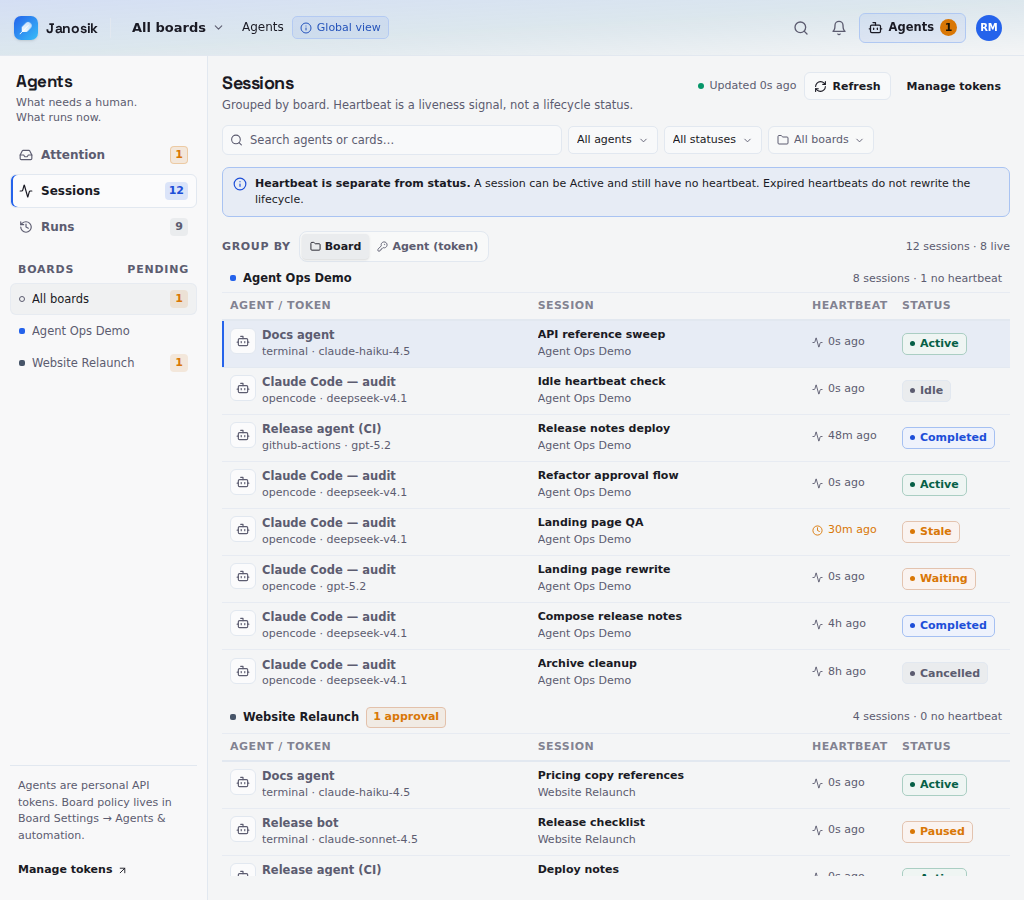 Janosik
All boards
Agents
Global view
Agents 1
RM
Agents
What needs a human.
What runs now.
Attention 1
Sessions 12
Runs 9
BOARDS PENDING
All boards 1
Agent Ops Demo
Website Relaunch 1
Agents are personal API
tokens. Board policy lives in
Board Settings → Agents &
automation.
Manage tokens
Sessions
Grouped by board. Heartbeat is a liveness signal, not a lifecycle status.
Updated 0s ago
Refresh
Manage tokens
Search agents or cards...
All agents
All statuses
All boards
Heartbeat is separate from status. A session can be Active and still have no heartbeat. Expired heartbeats do not rewrite the
lifecycle.
GROUP BY Board Agent (token) 12 sessions · 8 live
Agent Ops Demo 8 sessions · 1 no heartbeat
AGENT / TOKEN SESSION HEARTBEAT STATUS
Docs agent API reference sweep 0s ago Active
terminal · claude-haiku-4.5 Agent Ops Demo
Claude Code — audit Idle heartbeat check 0s ago Idle
opencode · deepseek-v4.1 Agent Ops Demo
Release agent (CI) Release notes deploy 48m ago Completed
github-actions · gpt-5.2 Agent Ops Demo
Claude Code — audit Refactor approval flow 0s ago Active
opencode · deepseek-v4.1 Agent Ops Demo
Claude Code — audit Landing page QA 30m ago Stale
opencode · deepseek-v4.1 Agent Ops Demo
Claude Code — audit Landing page rewrite 0s ago Waiting
opencode · gpt-5.2 Agent Ops Demo
Claude Code — audit Compose release notes 4h ago Completed
opencode · deepseek-v4.1 Agent Ops Demo
Claude Code — audit Archive cleanup 8h ago Cancelled
opencode · deepseek-v4.1 Agent Ops Demo
Website Relaunch 1 approval 4 sessions · 0 no heartbeat
AGENT / TOKEN SESSION HEARTBEAT STATUS
Docs agent Pricing copy references 0s ago Active
terminal · claude-haiku-4.5 Website Relaunch
Release bot Release checklist 0s ago Paused
terminal · claude-sonnet-4.5 Website Relaunch
Release agent (CI) Deploy notes 0s ago Active